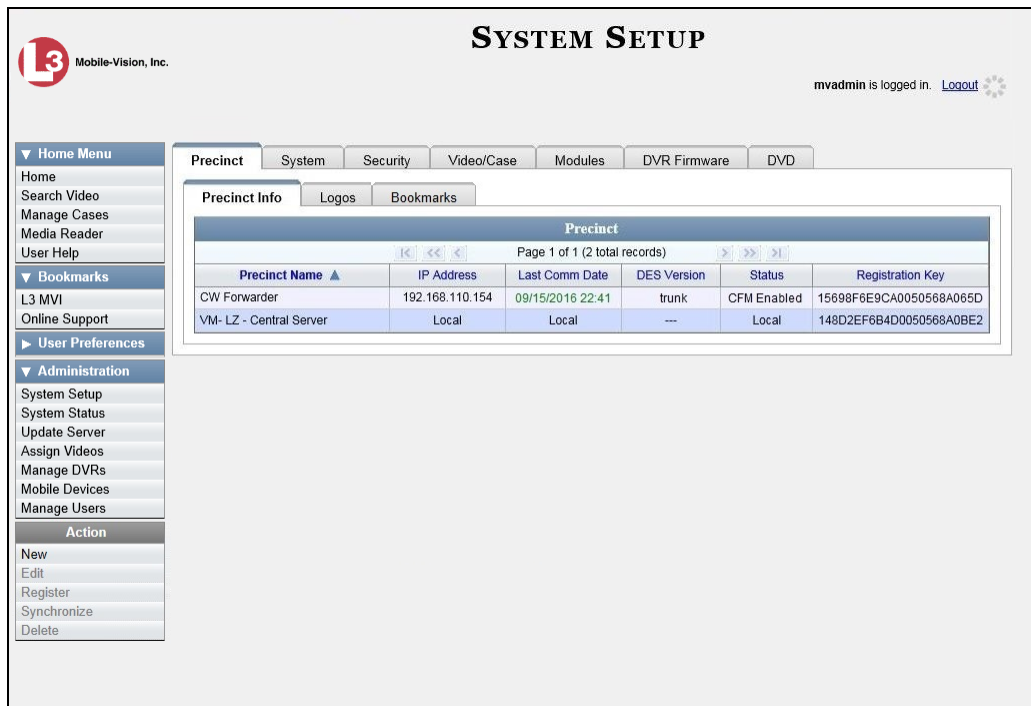 SYSTEM SETUP
L3 Mobile-Vision, Inc.
mvadmin is logged in. Logout
▼ Home Menu
Home
Search Video
Manage Cases
Media Reader
User Help
▼ Bookmarks
L3 MVI
Online Support
▶ User Preferences
▼ Administration
System Setup
System Status
Update Server
Assign Videos
Manage DVRs
Mobile Devices
Manage Users
Action
New
Edit
Register
Synchronize
Delete
Precinct System Security Video/Case Modules DVR Firmware DVD
Precinct Info Logos Bookmarks
Precinct
|< << < Page 1 of 1 (2 total records) > >> >|
Precinct Name ▲ IP Address Last Comm Date DES Version Status Registration Key
CW Forwarder 192.168.110.154 09/15/2016 22:41 trunk CFM Enabled 15698F6E9CA0050568A065D
VM- LZ - Central Server Local Local --- Local 148D2EF6B4D0050568A0BE2